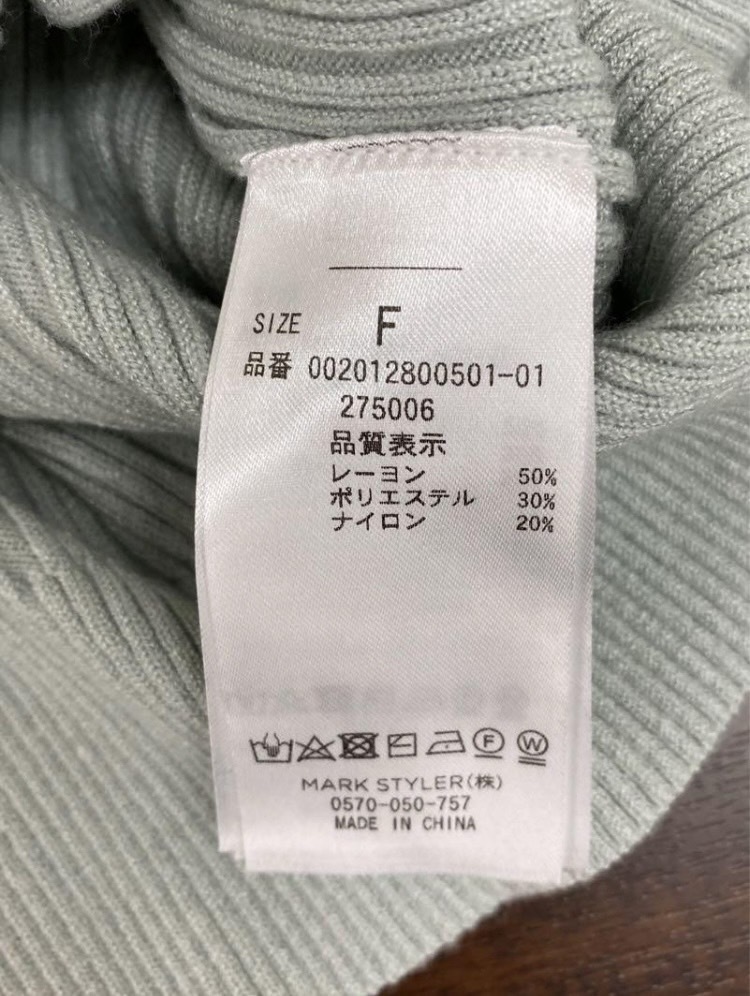 SIZE F
品番 002012800501-01
275006
品質表示
レーヨン 50%
ポリエステル 30%
ナイロン 20%
F W
MARK STYLER(株)
0570-050-757
MADE IN CHINA